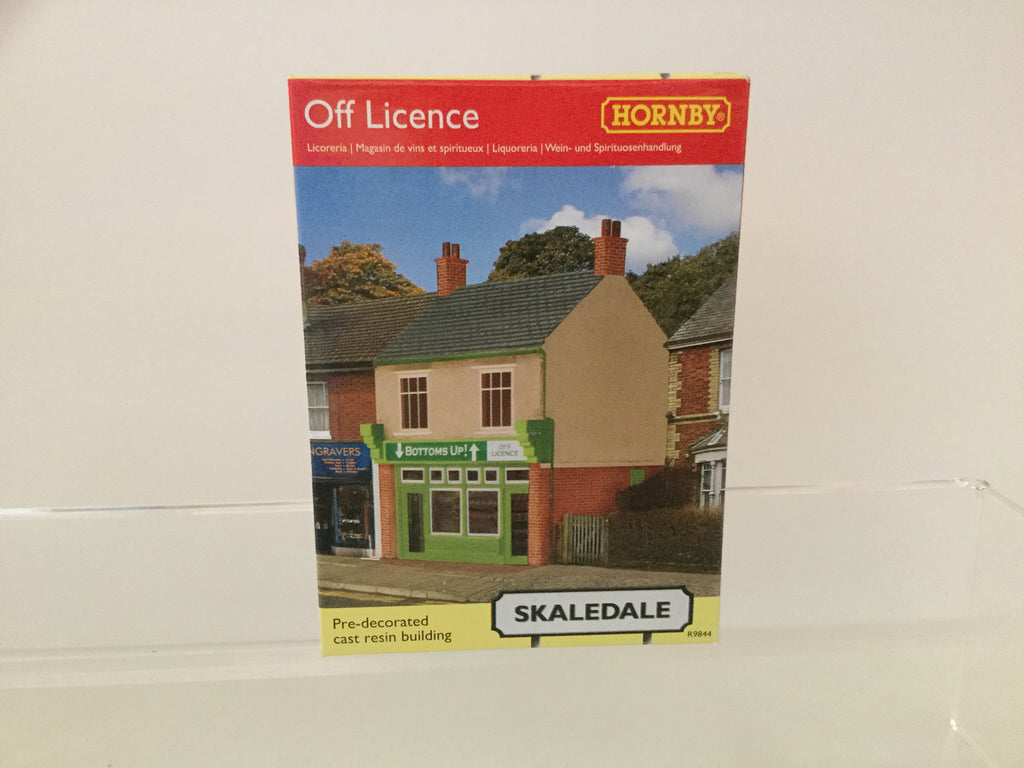 Off Licence
HORNBY®
Licorería | Magasin de vins et spiritueux | Liquoreria | Wein- und Spirituosenhandlung
NGRAVERS
BOTTOMS UP!
OFF
LICENCE
Pre-decorated
cast resin building
SKALEDALE
R9844